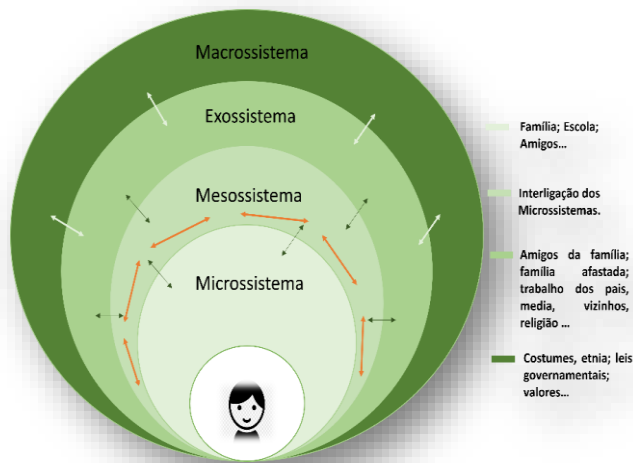 Macrossistema
Exossistema
Mesossistema
Microssistema
Família; Escola;
Amigos...
Interligação dos
Microssistemas.
Amigos da família;
família afastada;
trabalho dos pais,
media, vizinhos,
religião ...
Costumes, etnia; leis
governamentais;
valores...